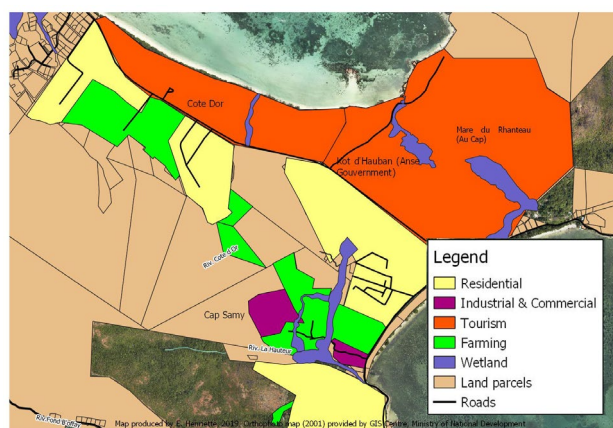 Cote Dor
Mare du Rhanteau
(Au Cap)
Kot d'Hauban (Anse
Gouvernment)
Riv. Cote d'Or
Cap Samy
Riv. La Hauteur
Legend
Residential
Industrial & Commercial
Tourism
Farming
Wetland
Land parcels
Roads
Map produced by E. Henriette, 2019. Orthophoto map (2001) provided by GIS Centre, Ministry of National Development